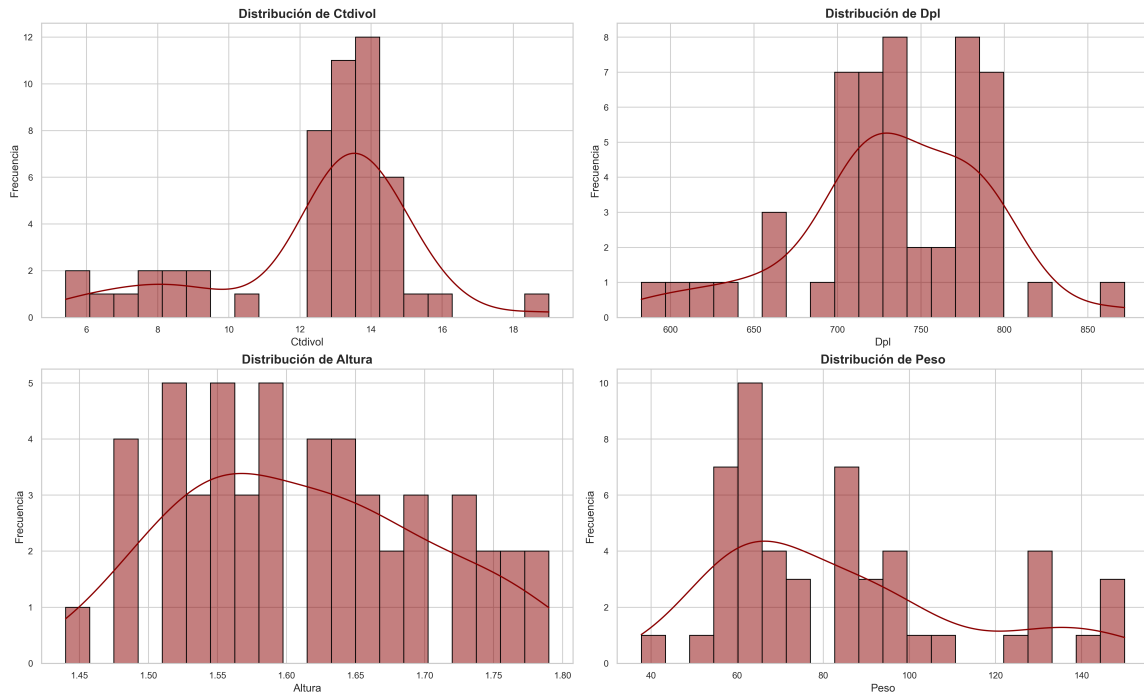 Distribución de Ctdivol
Frecuencia
12
10
8
6
4
2
0
6 8 10 12 14 16 18
Ctdivol
Distribución de Dpl
Frecuencia
8
7
6
5
4
3
2
1
0
600 650 700 750 800 850
Dpl
Distribución de Altura
Frecuencia
5
4
3
2
1
0
1.45 1.50 1.55 1.60 1.65 1.70 1.75 1.80
Altura
Distribución de Peso
Frecuencia
10
8
6
4
2
0
40 60 80 100 120 140
Peso